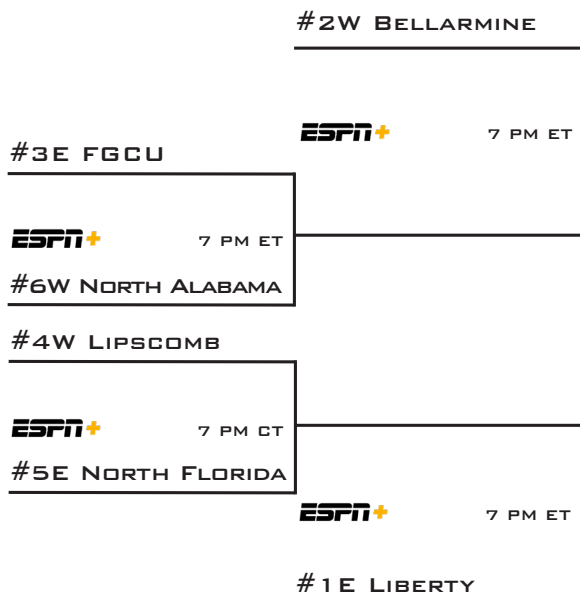 #2W BELLARMINE
ESPN+ 7 PM ET
#3E FGCU
ESPN+ 7 PM ET
#6W NORTH ALABAMA
#4W LIPSCOMB
ESPN+ 7 PM CT
#5E NORTH FLORIDA
ESPN+ 7 PM ET
#1E LIBERTY